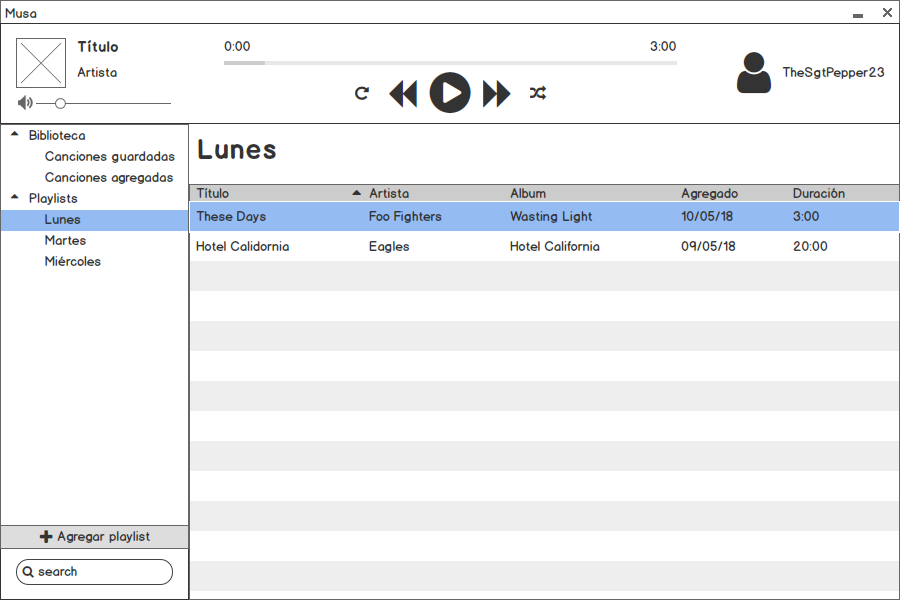 Musa
Título
Artista
0:00 3:00
TheSgtPepper23
Biblioteca
Canciones guardadas
Canciones agregadas
Playlists
Lunes
Martes
Miércoles
Agregar playlist
search
Lunes
Título Artista Album Agregado Duración
These Days Foo Fighters Wasting Light 10/05/18 3:00
Hotel Calidornia Eagles Hotel California 09/05/18 20:00